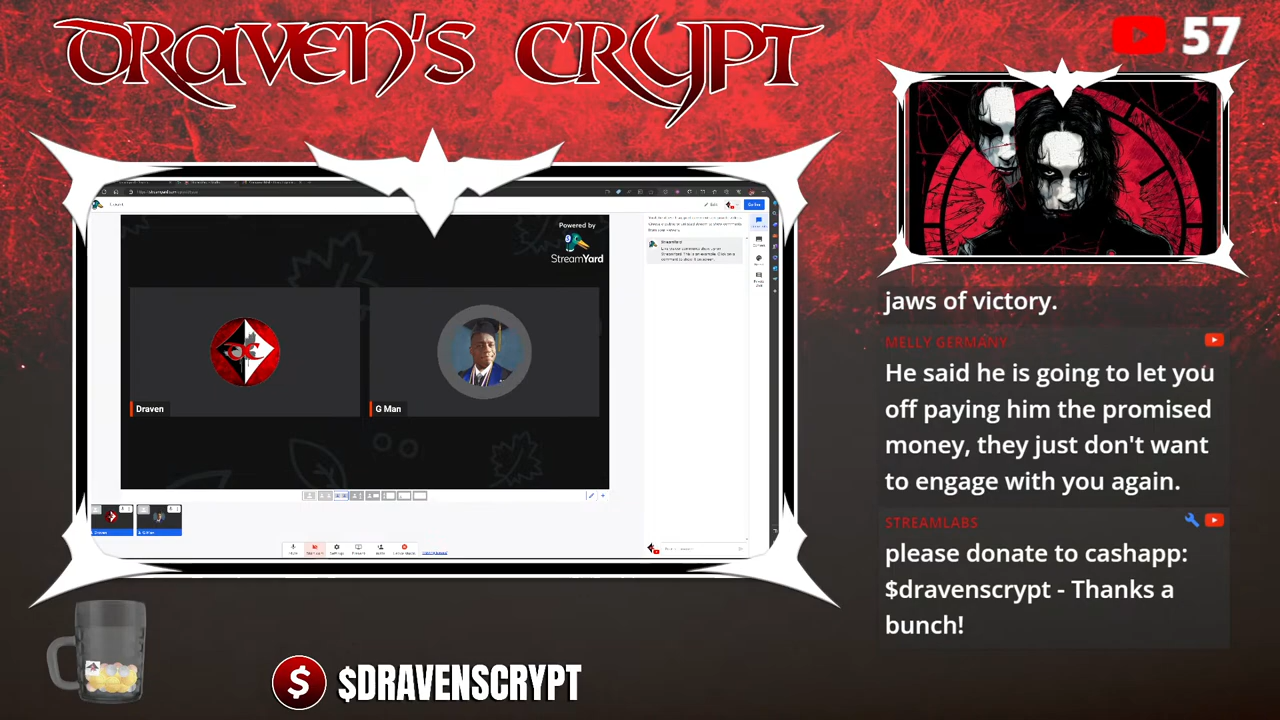 DRAVEN'S CRYPT
57
Powered by
StreamYard
Draven
G Man
jaws of victory.
MELLY GERMANY
He said he is going to let you
off paying him the promised
money, they just don't want
to engage with you again.
STREAMLABS
please donate to cashapp:
$dravenscrypt - Thanks a
bunch!
$
$DRAVENSCRYPT